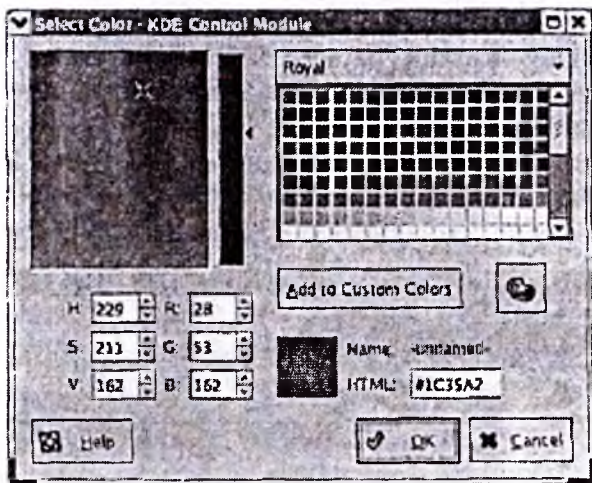 Select Color - KDE Control Module
Royal
Add to Custom Colors
H: 229 R: 28
S: 211 G: 53
V: 162 B: 162
Name: -unnamed-
HTML: #1C35A2
Help
OK
Cancel